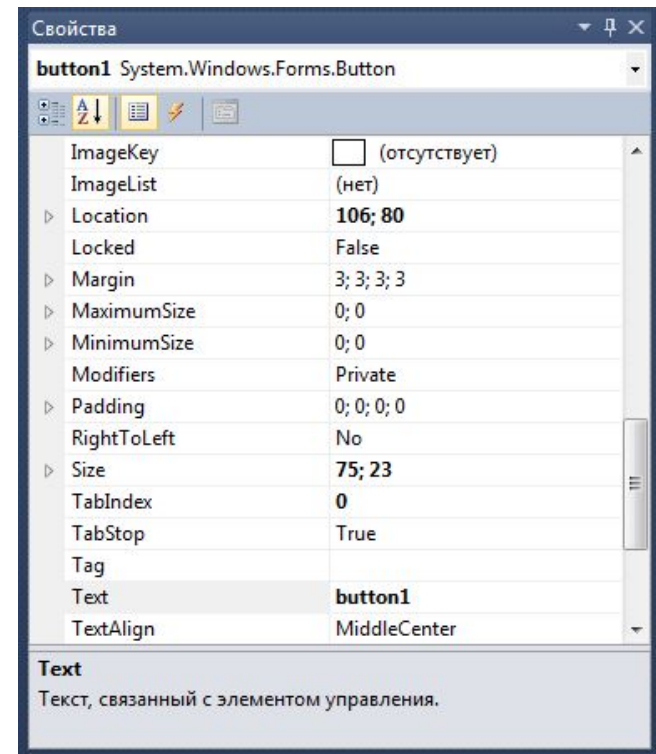 Свойства
button1 System.Windows.Forms.Button
ImageKey (отсутствует)
ImageList (нет)
Location 106; 80
Locked False
Margin 3; 3; 3; 3
MaximumSize 0; 0
MinimumSize 0; 0
Modifiers Private
Padding 0; 0; 0; 0
RightToLeft No
Size 75; 23
TabIndex 0
TabStop True
Tag
Text button1
TextAlign MiddleCenter
Text
Текст, связанный с элементом управления.